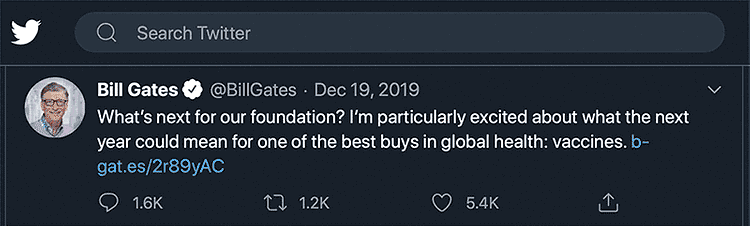 Search Twitter
Bill Gates @BillGates · Dec 19, 2019
What's next for our foundation? I'm particularly excited about what the next
year could mean for one of the best buys in global health: vaccines. b-
gat.es/2r89yAC
1.6K 1.2K 5.4K